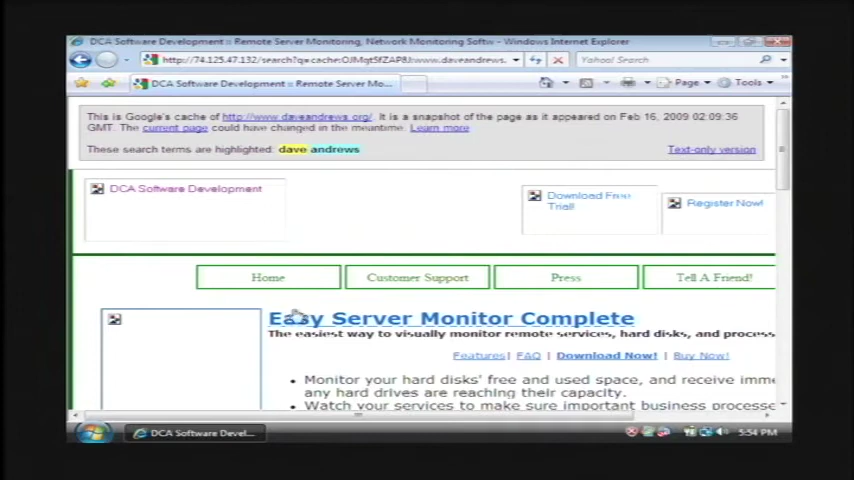 DCA Software Development :: Remote Server Monitoring, Network Monitoring Softw - Windows Internet Explorer
Yahoo! Search
DCA Software Development :: Remote Server Mo...
Page
Tools
This is Google's cache of http://www.daveandrews.org/. It is a snapshot of the page as it appeared on Feb 16, 2009 02:09:36
GMT. The current page could have changed in the meantime. Learn more
These search terms are highlighted: dave andrews
Text-only version
DCA Software Development
Download Free
Trial!
Register Now!
Home
Customer Support
Press
Tell A Friend!
Easy Server Monitor Complete
The easiest way to visually monitor remote services, hard disks, and process
Features| FAQ | Download Now! | Buy Now!
• Monitor your hard disks' free and used space, and receive imme
any hard drives are reaching their capacity.
• Watch your services to make sure important business processe
DCA Software Devel...
5:54 PM